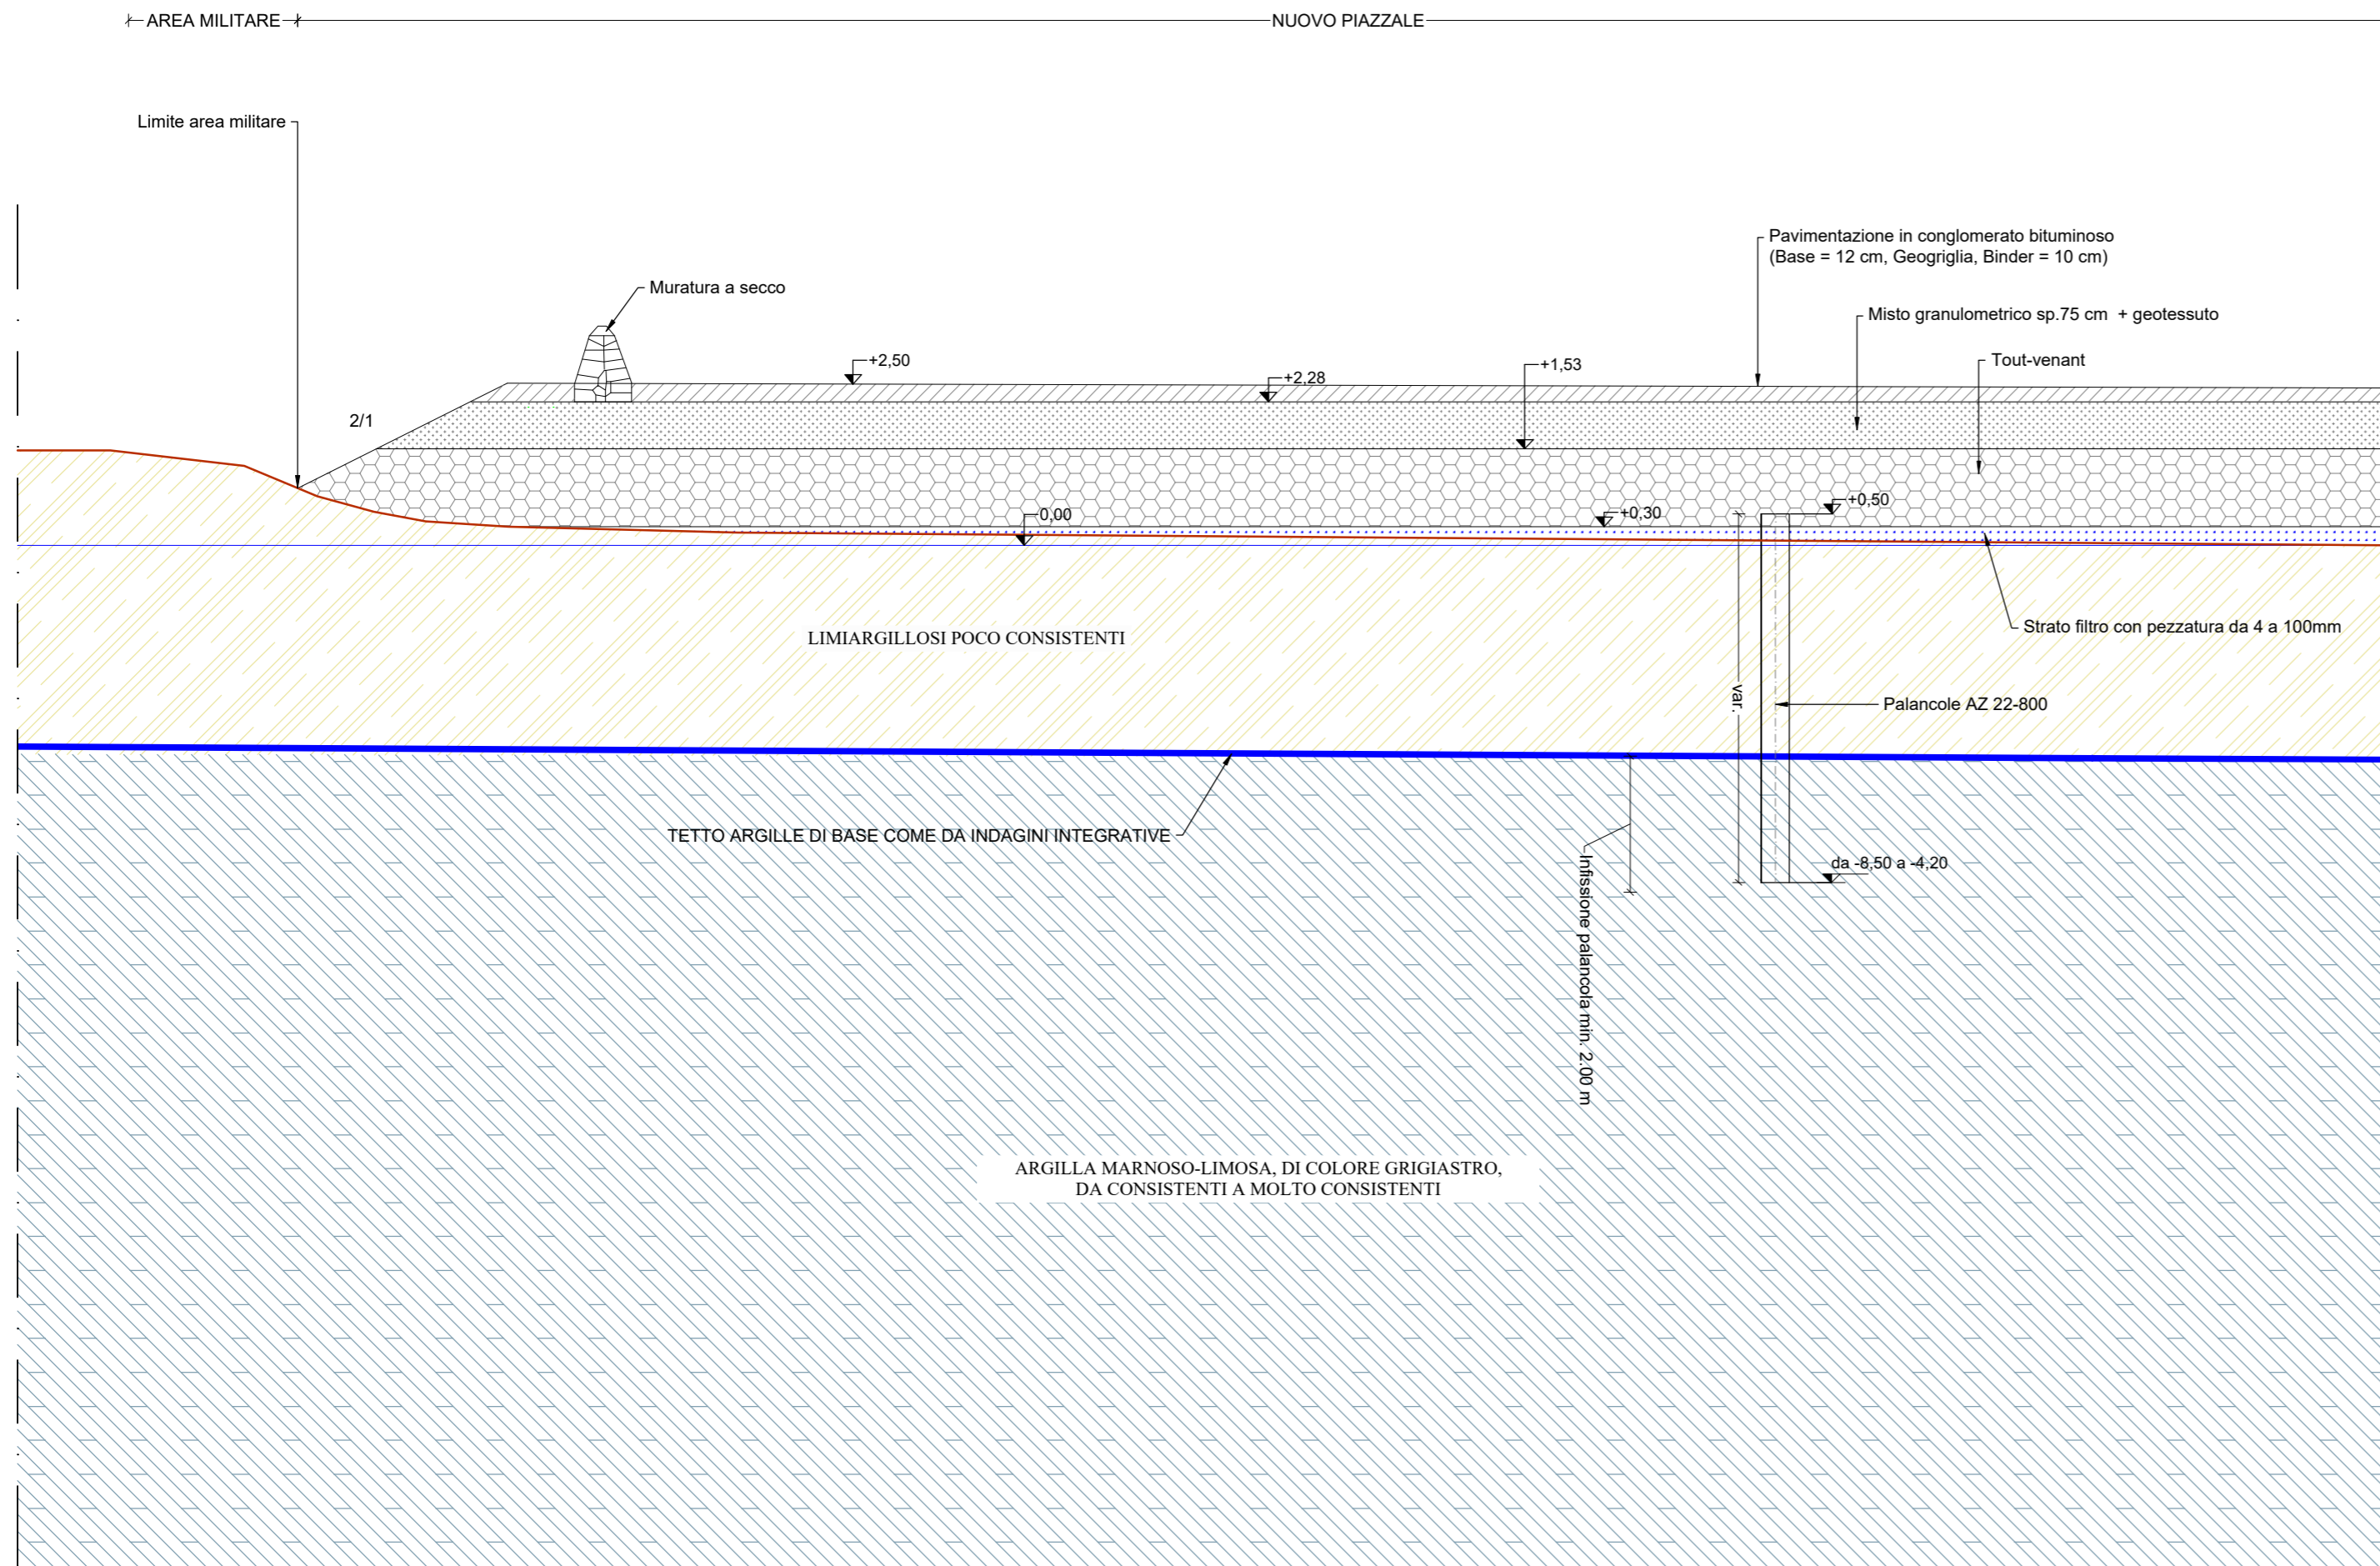 AREA MILITARE
NUOVO PIAZZALE
Limite area militare
Pavimentazione in conglomerato bituminoso
(Base = 12 cm, Geogriglia, Binder = 10 cm)
Muratura a secco
Misto granulometrico sp.75 cm + geotessuto
Tout-venant
+2,50
+1,53
+2,28
2/1
+0,50
0,00
+0,30
Strato filtro con pezzatura da 4 a 100mm
LIMIARGILLOSI POCO CONSISTENTI
var.
Palancole AZ 22-800
TETTO ARGILLE DI BASE COME DA INDAGINI INTEGRATIVE
da -8,50 a -4,20
Infissione palancola min. 2.00 m
ARGILLA MARNOSO-LIMOSA, DI COLORE GRIGIASTRO,
DA CONSISTENTI A MOLTO CONSISTENTI